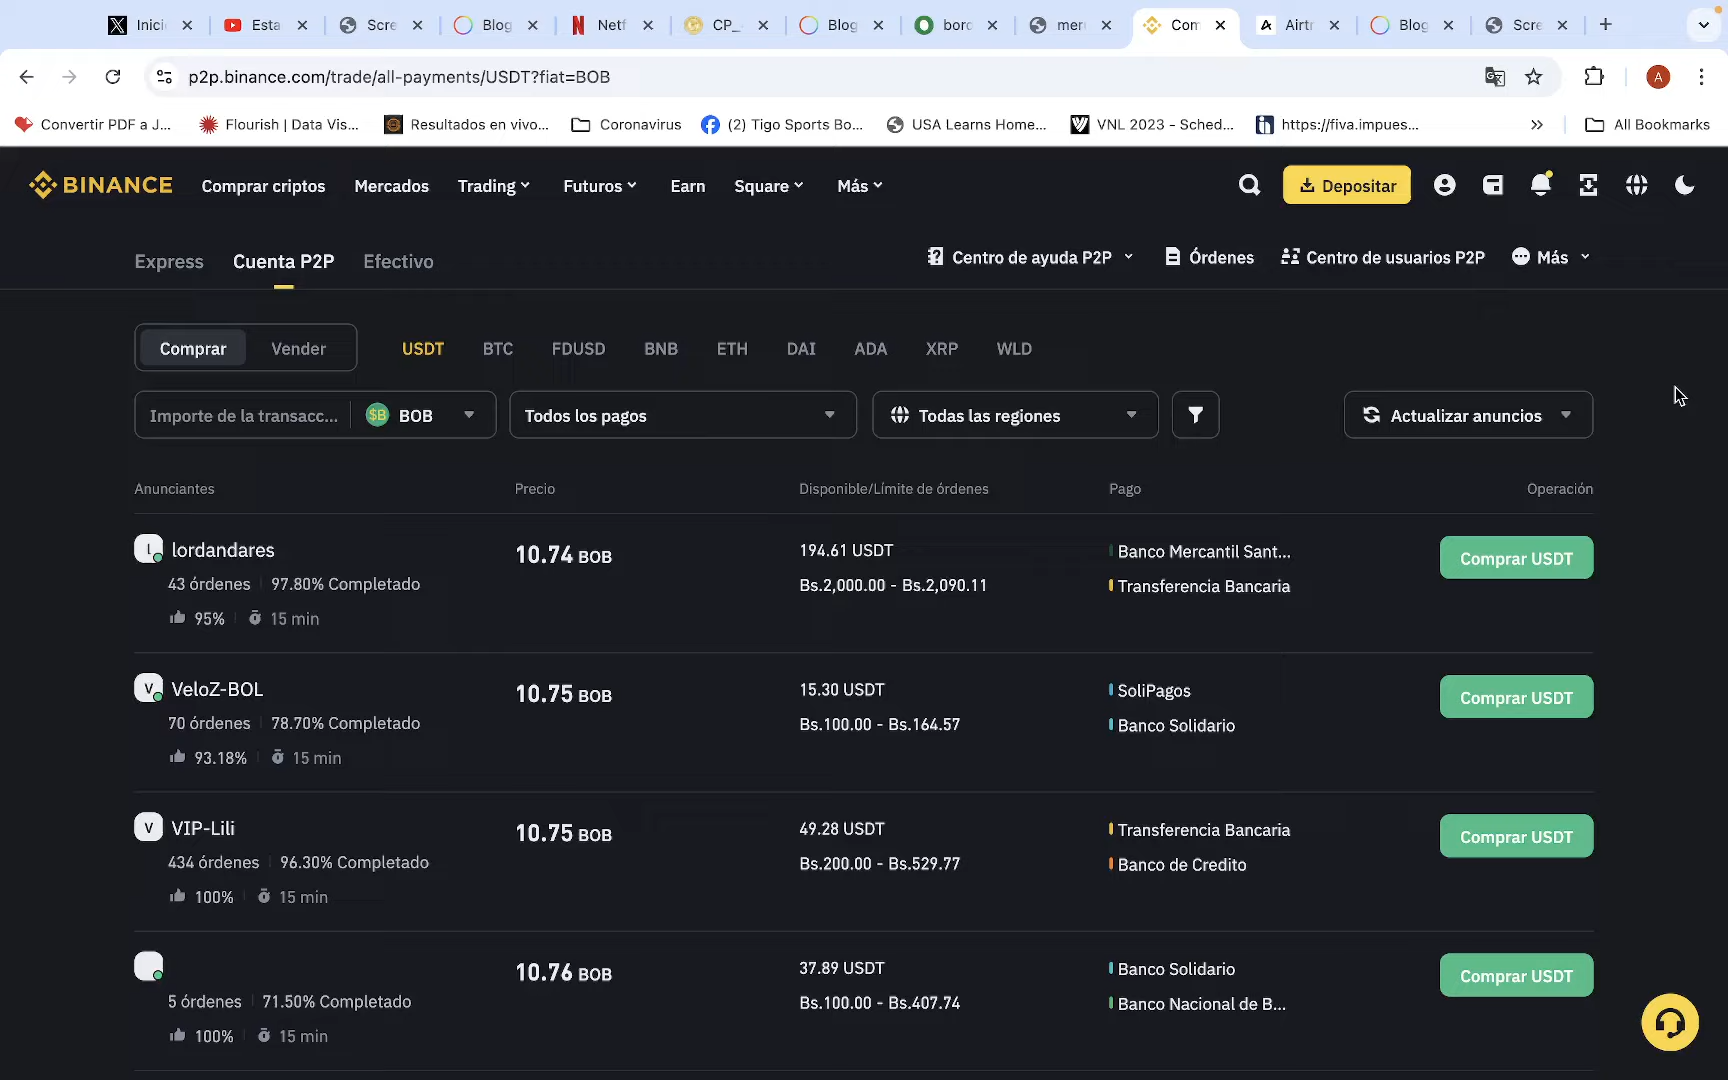 Inici
Esta
Scre
Blog
Netf
CP_
Blog
boro
mer
Com
Airtr
Blog
Scre
p2p.binance.com/trade/all-payments/USDT?fiat=BOB
A
Convertir PDF a J...
Flourish | Data Vis...
Resultados en vivo...
Coronavirus
(2) Tigo Sports Bo...
USA Learns Home...
VNL 2023 - Sched...
https://fiva.impues...
All Bookmarks
BINANCE
Comprar criptos
Mercados
Trading
Futuros
Earn
Square
Más
Depositar
Express
Cuenta P2P
Efectivo
Centro de ayuda P2P
Órdenes
Centro de usuarios P2P
Más
Comprar
Vender
USDT
BTC
FDUSD
BNB
ETH
DAI
ADA
XRP
WLD
Importe de la transacc...
$B
BOB
Todos los pagos
Todas las regiones
Actualizar anuncios
Anunciantes
Precio
Disponible/Límite de órdenes
Pago
Operación
l
lordandares
43 órdenes
97.80% Completado
95%
15 min
10.74 BOB
194.61 USDT
Bs.2,000.00 - Bs.2,090.11
Banco Mercantil Sant...
Transferencia Bancaria
Comprar USDT
V
VeloZ-BOL
70 órdenes
78.70% Completado
93.18%
15 min
10.75 BOB
15.30 USDT
Bs.100.00 - Bs.164.57
SoliPagos
Banco Solidario
Comprar USDT
V
VIP-Lili
434 órdenes
96.30% Completado
100%
15 min
10.75 BOB
49.28 USDT
Bs.200.00 - Bs.529.77
Transferencia Bancaria
Banco de Credito
Comprar USDT
5 órdenes
71.50% Completado
100%
15 min
10.76 BOB
37.89 USDT
Bs.100.00 - Bs.407.74
Banco Solidario
Banco Nacional de B...
Comprar USDT